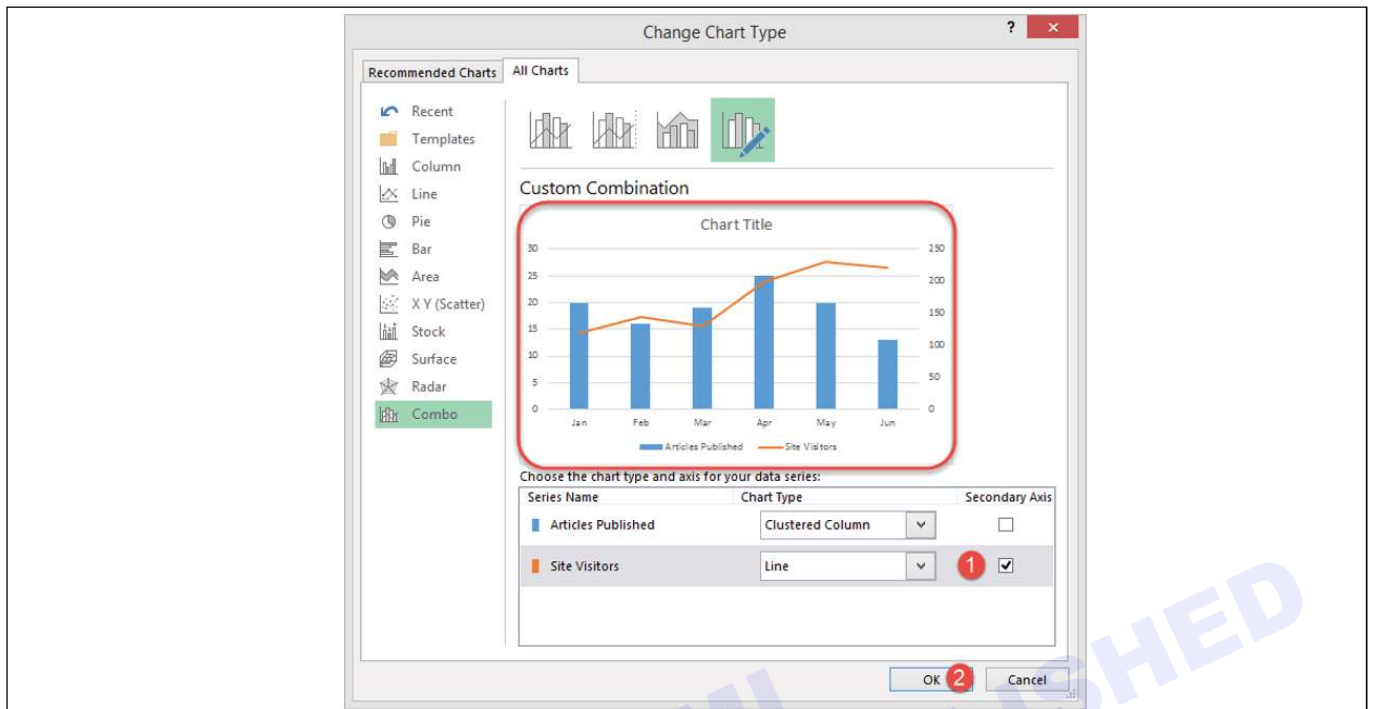 Change Chart Type
?
×
Recommended Charts
All Charts
Recent
Templates
Column
Line
Pie
Bar
Area
X Y (Scatter)
Stock
Surface
Radar
Combo
Custom Combination
Chart Title
30
25
20
15
10
5
0
250
200
150
100
50
0
Jan Feb Mar Apr May Jun
Articles Published Site Visitors
Choose the chart type and axis for your data series:
Series Name Chart Type Secondary Axis
Articles Published Clustered Column
Site Visitors Line 1
OK 2 Cancel